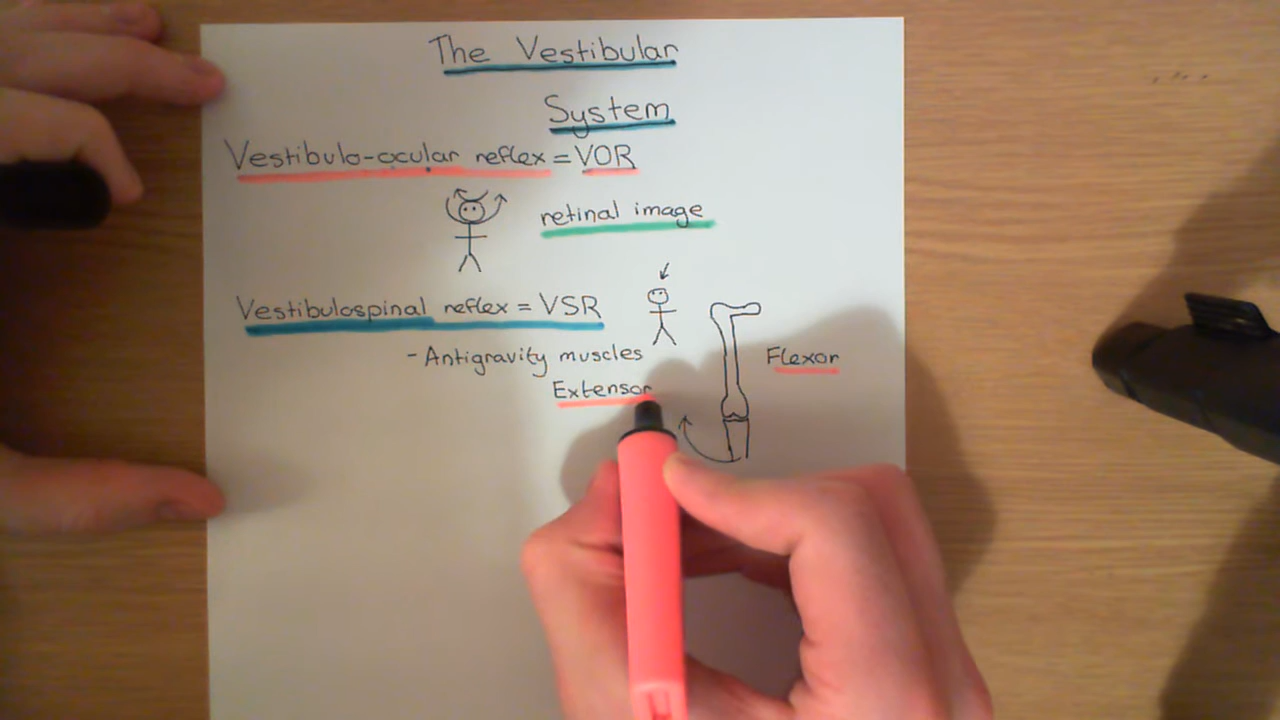 The Vestibular
System
Vestibulo-ocular reflex = VOR
retinal image
Vestibulospinal reflex = VSR
- Antigravity muscles
Flexor
Extensor